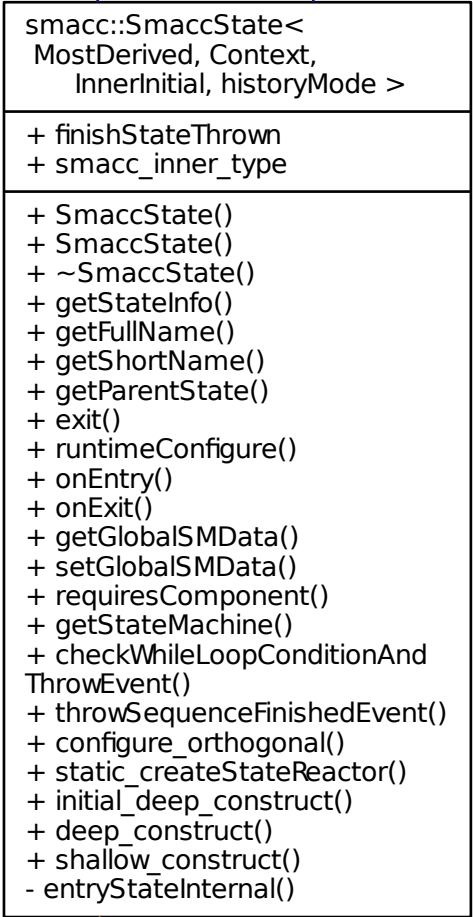 smacc::SmaccState<
MostDerived, Context,
InnerInitial, historyMode >
+ finishStateThrown
+ smacc_inner_type
+ SmaccState()
+ SmaccState()
+ ~SmaccState()
+ getStateInfo()
+ getFullName()
+ getShortName()
+ getParentState()
+ exit()
+ runtimeConfigure()
+ onEntry()
+ onExit()
+ getGlobalSMData()
+ setGlobalSMData()
+ requiresComponent()
+ getStateMachine()
+ checkWhileLoopConditionAnd
ThrowEvent()
+ throwSequenceFinishedEvent()
+ configure_orthogonal()
+ static_createStateReactor()
+ initial_deep_construct()
+ deep_construct()
+ shallow_construct()
- entryStateInternal()